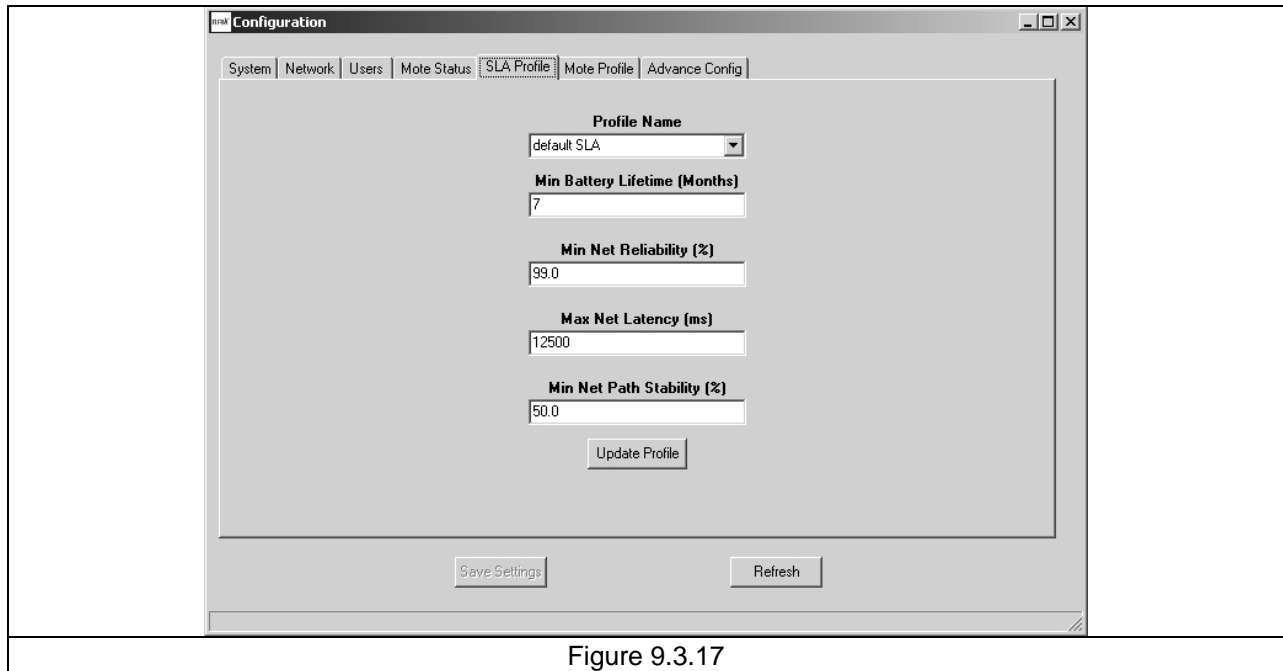 Configuration
System Network Users Mote Status SLA Profile Mote Profile Advance Config
Profile Name
default SLA
Min Battery Lifetime (Months)
7
Min Net Reliability (%)
99.0
Max Net Latency (ms)
12500
Min Net Path Stability (%)
50.0
Update Profile
Save Settings Refresh
Figure 9.3.17